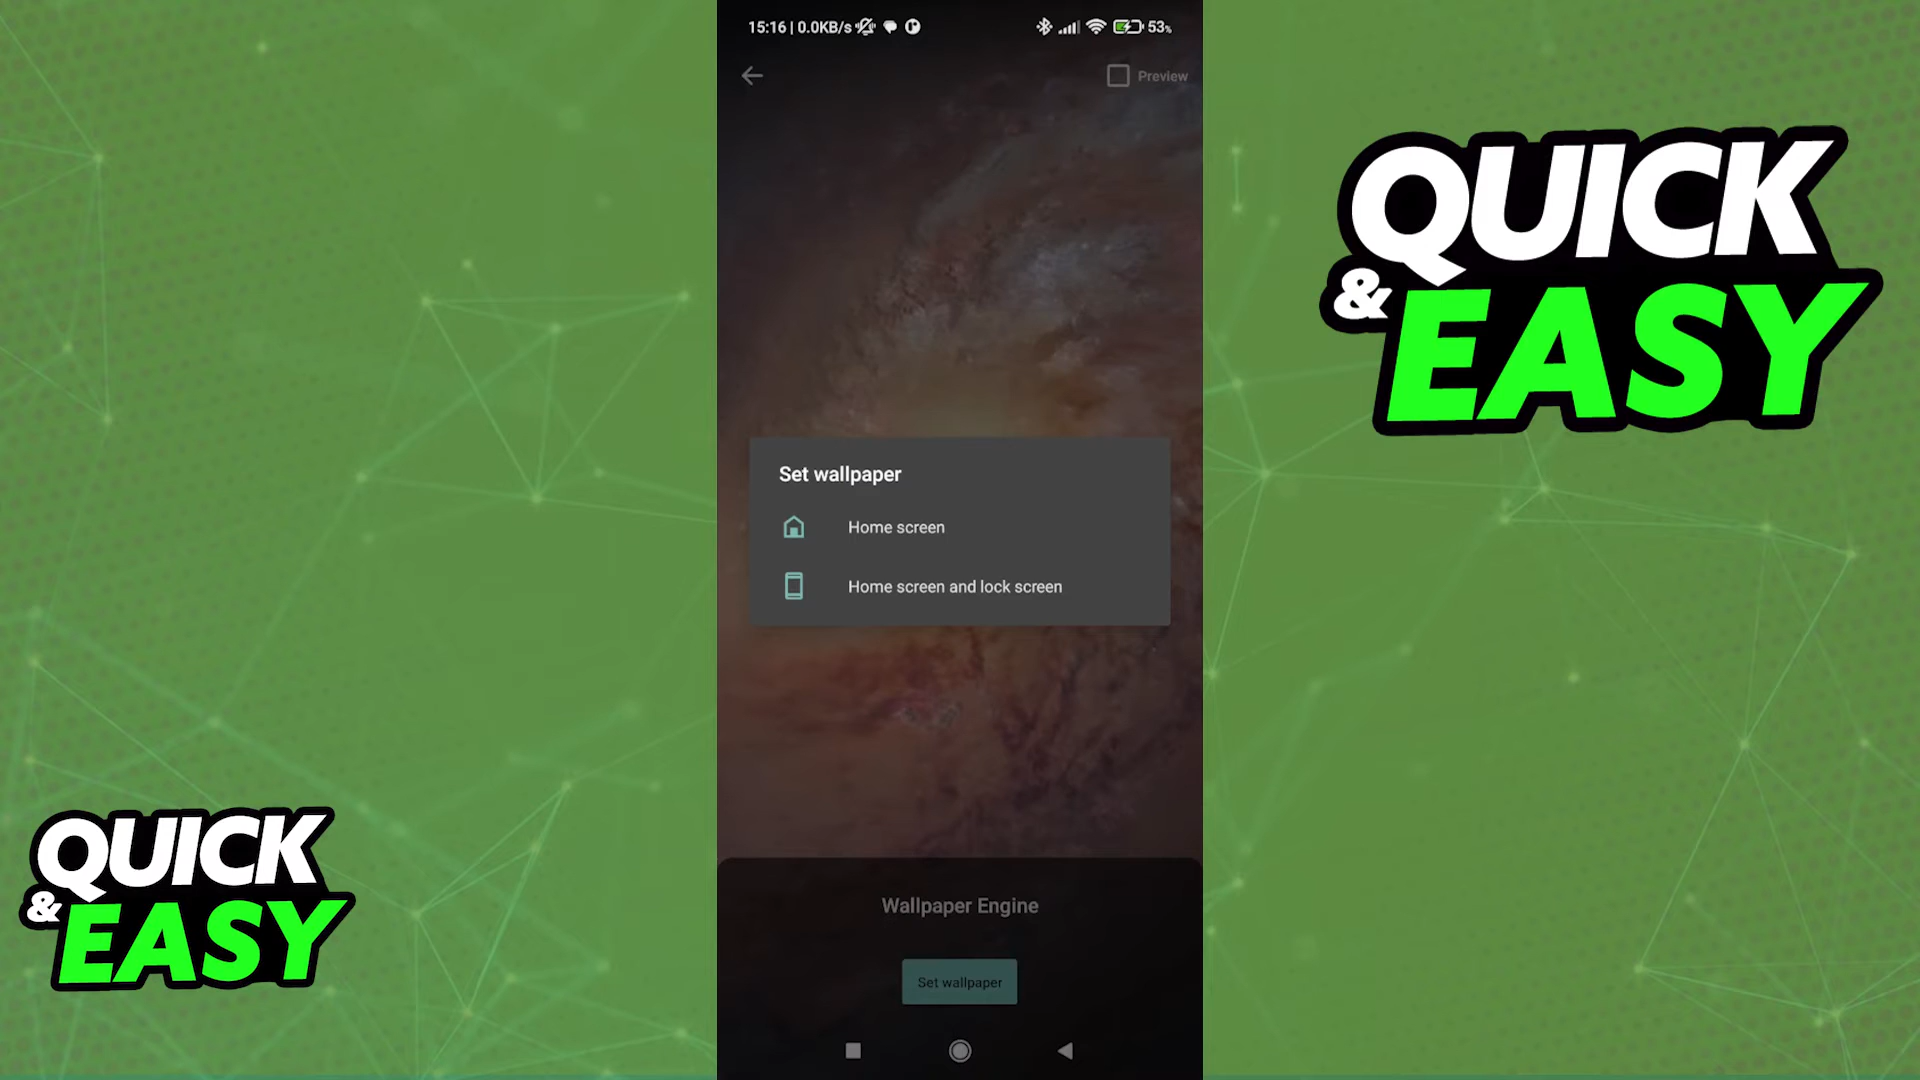 15:16 | 0.0KB/s
53%
Preview
QUICK
& EASY
Set wallpaper
Home screen
Home screen and lock screen
QUICK
& EASY
Wallpaper Engine
Set wallpaper